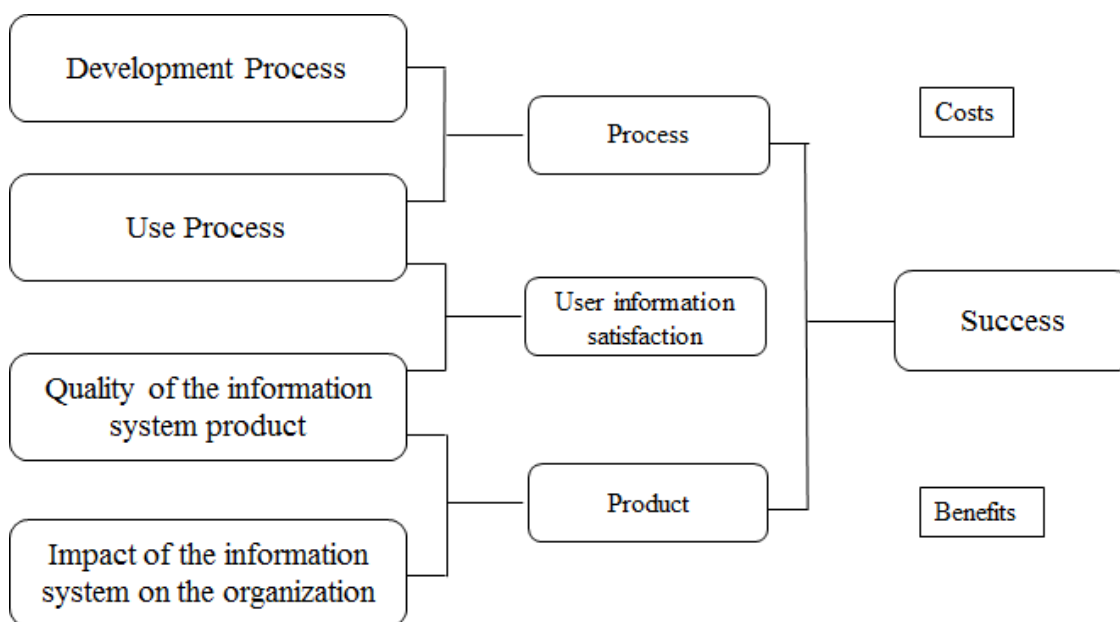 Development Process
Use Process
Quality of the information
system product
Impact of the information
system on the organization
Process
User information
satisfaction
Product
Costs
Success
Benefits